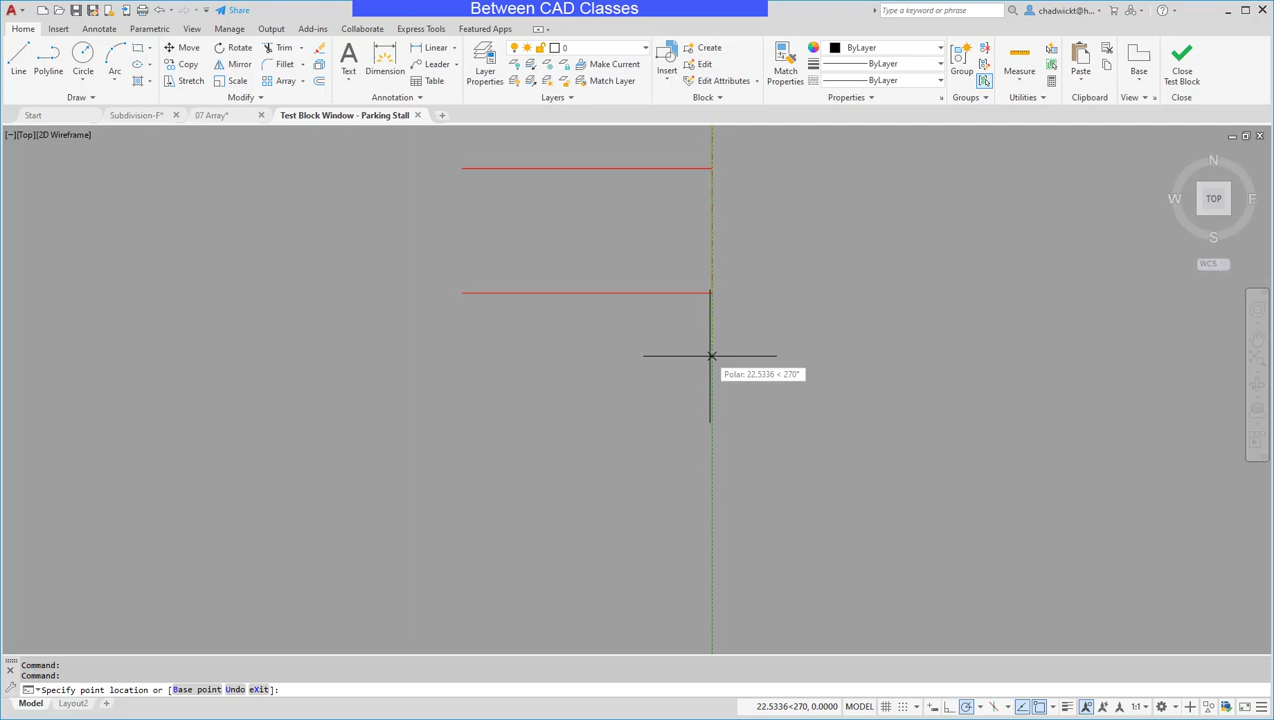 Between CAD Classes
A Share Type a keyword or phrase chadwickt@h... ?
Home Insert Annotate Parametric View Manage Output Add-ins Collaborate Express Tools Featured Apps
Line Polyline Circle Arc
Move Rotate Trim
Copy Mirror Fillet
Stretch Scale Array
Text Dimension
Linear
Leader
Table
Layer Properties
0
Make Current
Match Layer
Insert
Create
Edit
Edit Attributes
Match Properties
ByLayer
ByLayer
ByLayer
Group Measure Paste Base Close Test Block
Draw Modify Annotation Layers Block Properties Groups Utilities Clipboard View Close
Start Subdivision-F* 07 Array* Test Block Window - Parking Stall
[−][Top][2D Wireframe]
N
W TOP E
S
WCS
Polar: 22.5336 < 270°
Command:
Command:
Specify point location or [Base point Undo eXit]:
Model Layout2 22.5336<270, 0.0000 MODEL 1:1